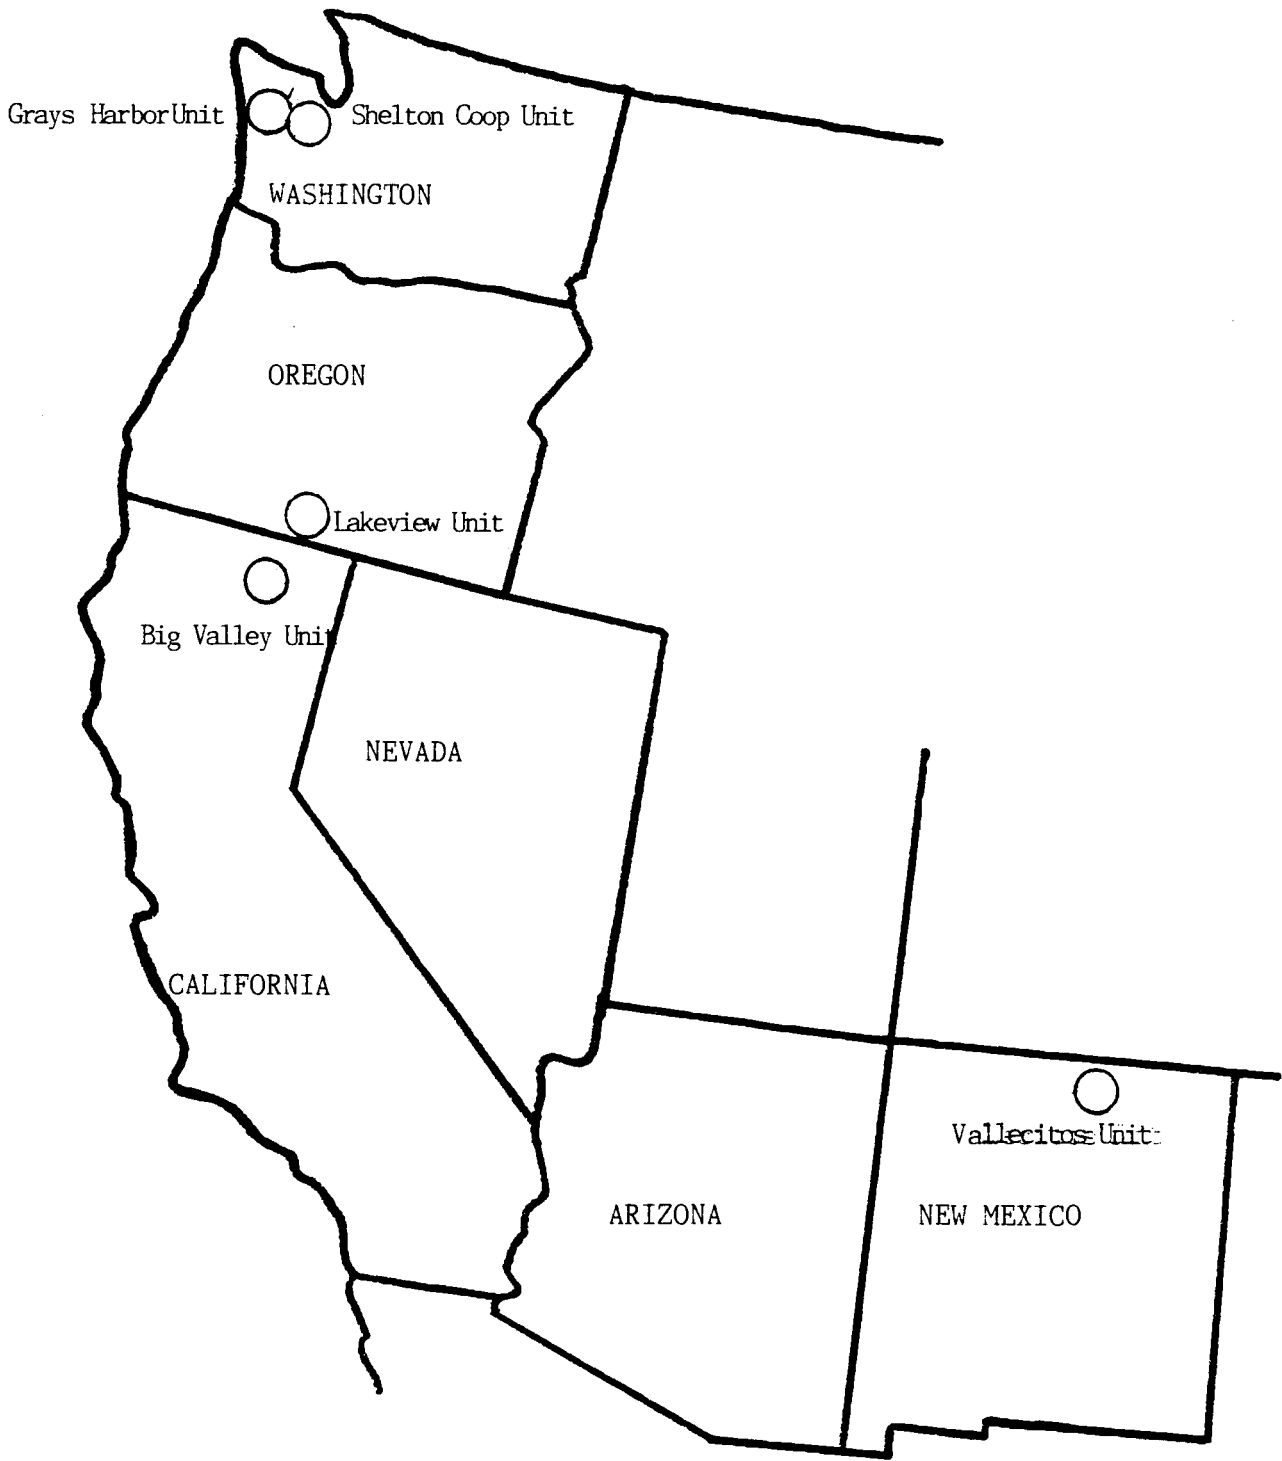 Grays Harbor Unit
Shelton Coop Unit
WASHINGTON
OREGON
Lakeview Unit
Big Valley Unit
NEVADA
CALIFORNIA
Vallecitos Unit
ARIZONA
NEW MEXICO